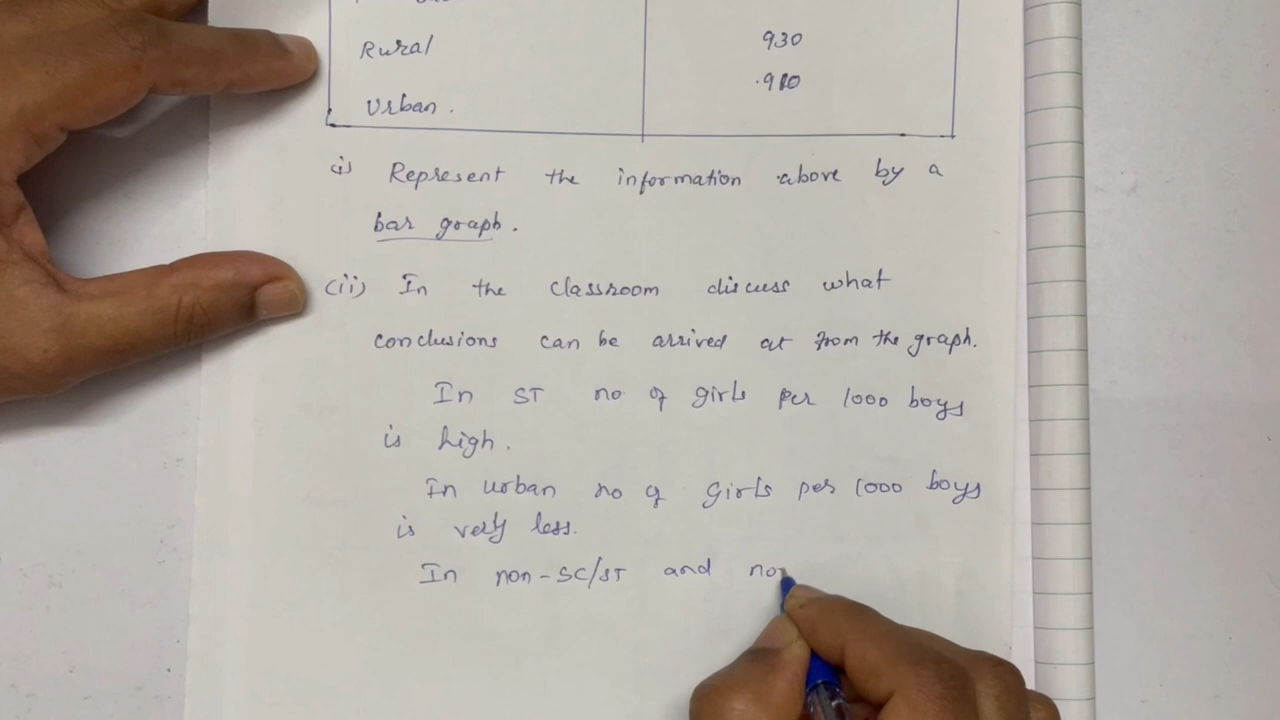 Rural 930
Urban. 910
(i) Represent the information above by a
bar graph.
(ii) In the classroom discuss what
conclusions can be arrived at from the graph.
In ST no of girls per 1000 boys
is high.
In urban no of girls per 1000 boys
is very less.
In non-SC/ST and no